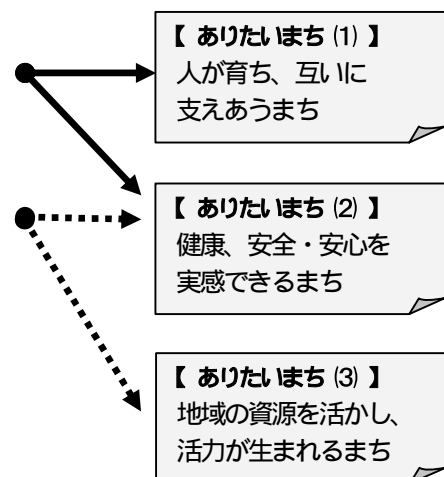 【 ありたいまち (1) 】
人が育ち、互いに
支えあうまち
【 ありたいまち (2) 】
健康、安全・安心を
実感できるまち
【 ありたいまち (3) 】
地域の資源を活かし、
活力が生まれるまち